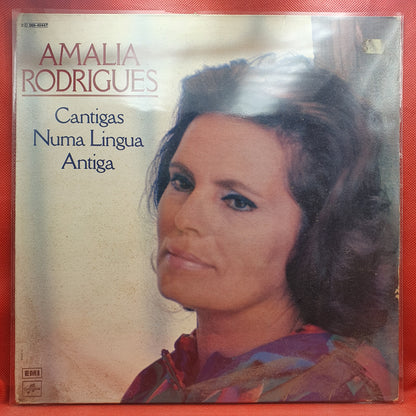 AMALIA
RODRIGUES
Cantigas
Numa Lingua
Antiga
EMI